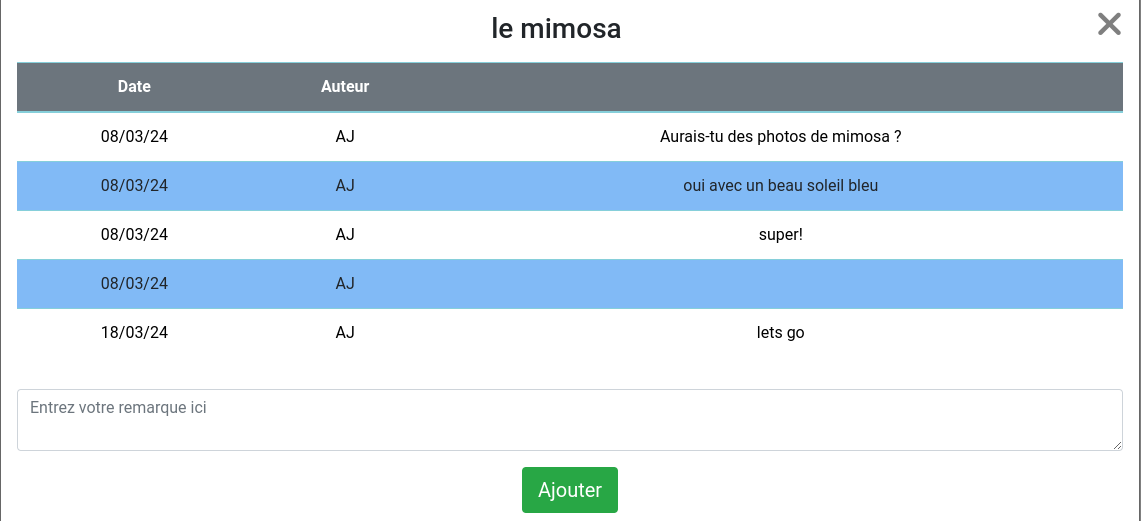 le mimosa
Date Auteur
08/03/24 AJ Aurais-tu des photos de mimosa ?
08/03/24 AJ oui avec un beau soleil bleu
08/03/24 AJ super!
08/03/24 AJ
18/03/24 AJ lets go
Entrez votre remarque ici
Ajouter